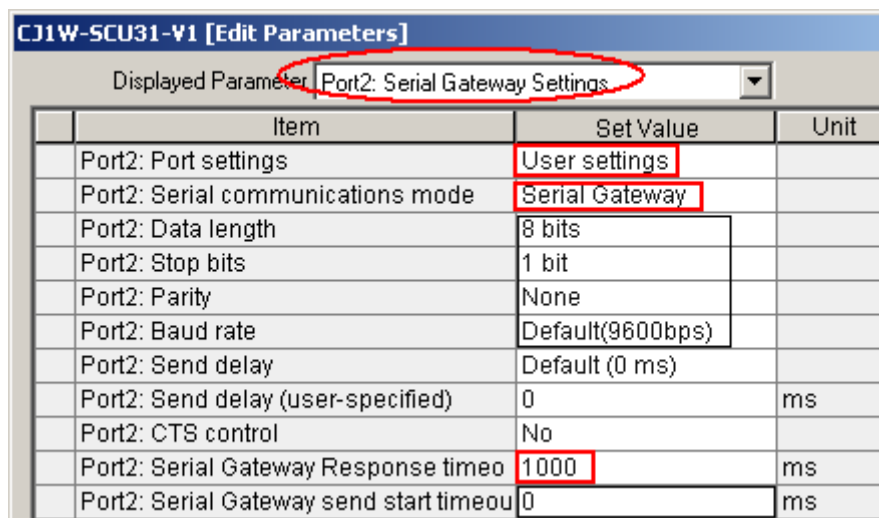 CJ1W-SCU31-V1 [Edit Parameters]
Displayed Parameter Port2: Serial Gateway Settings
Item Set Value Unit
Port2: Port settings User settings
Port2: Serial communications mode Serial Gateway
Port2: Data length 8 bits
Port2: Stop bits 1 bit
Port2: Parity None
Port2: Baud rate Default(9600bps)
Port2: Send delay Default (0 ms)
Port2: Send delay (user-specified) 0 ms
Port2: CTS control No
Port2: Serial Gateway Response timeo 1000 ms
Port2: Serial Gateway send start timeou 0 ms